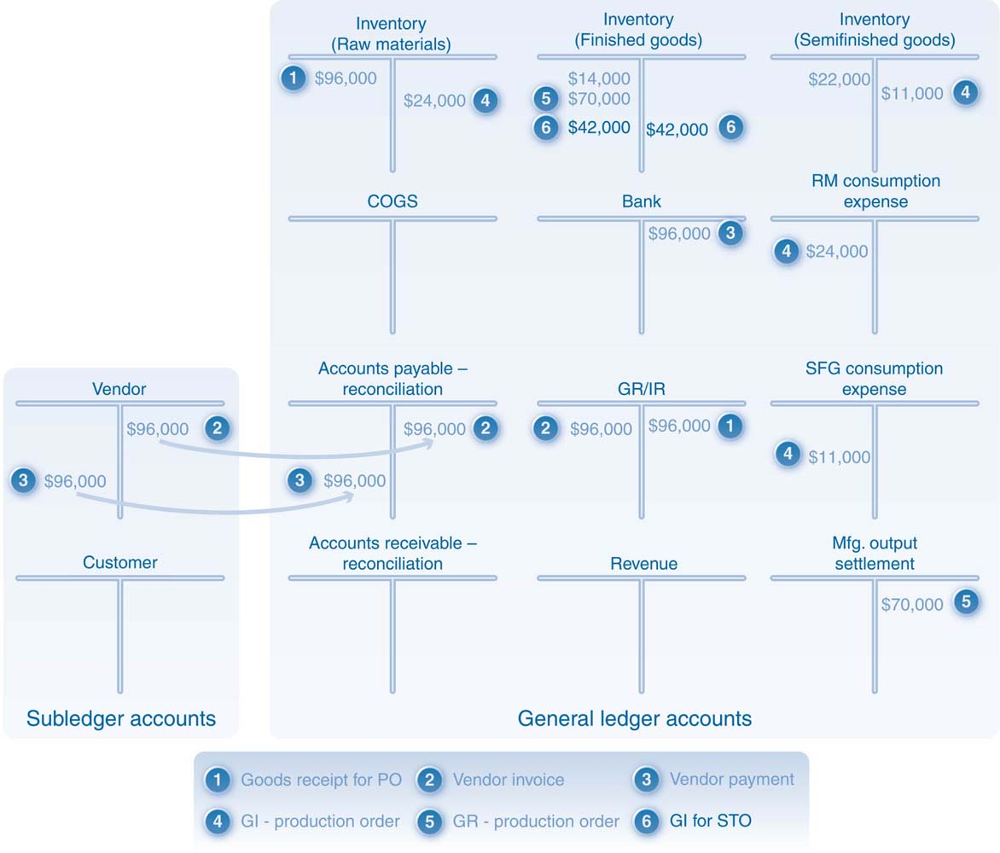 Inventory
(Raw materials)
Inventory
(Finished goods)
Inventory
(Semifinished goods)
1 $96,000
$24,000 4
$14,000
5 $70,000
6 $42,000 $42,000 6
$22,000
$11,000 4
COGS
Bank
$96,000 3
RM consumption
expense
4 $24,000
Vendor
$96,000 2
3 $96,000
Accounts payable –
reconciliation
$96,000 2
3 $96,000
GR/IR
2 $96,000 $96,000 1
SFG consumption
expense
4 $11,000
Customer
Accounts receivable –
reconciliation
Revenue
Mfg. output
settlement
$70,000 5
Subledger accounts
General ledger accounts
1 Goods receipt for PO 2 Vendor invoice 3 Vendor payment
4 GI - production order 5 GR - production order 6 GI for STO